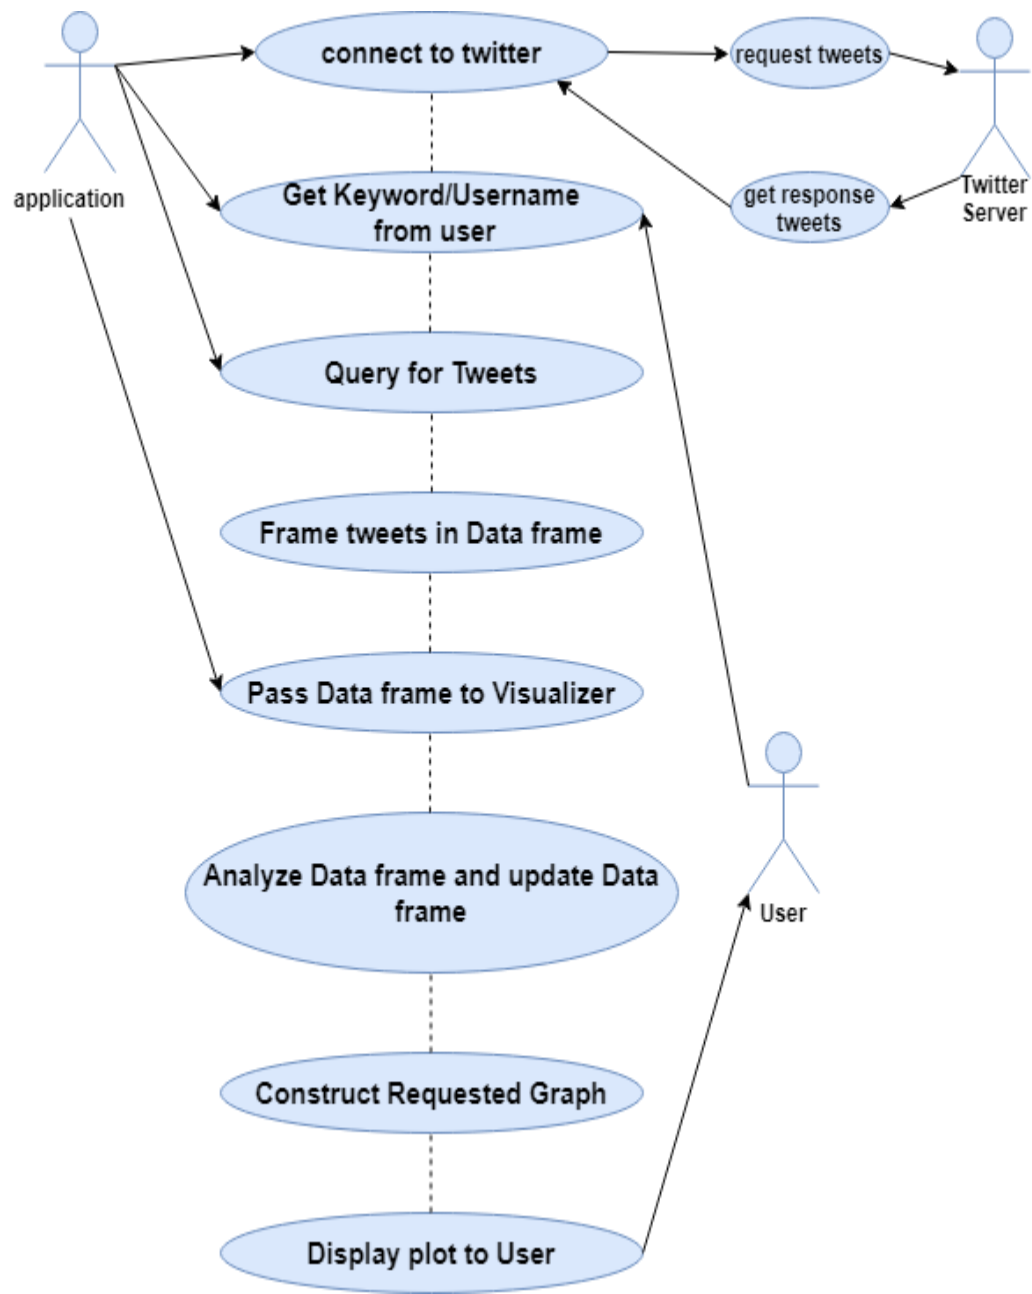 connect to twitter
request tweets
application
Get Keyword/Username
from user
get response
tweets
Twitter
Server
Query for Tweets
Frame tweets in Data frame
Pass Data frame to Visualizer
Analyze Data frame and update Data
frame
User
Construct Requested Graph
Display plot to User